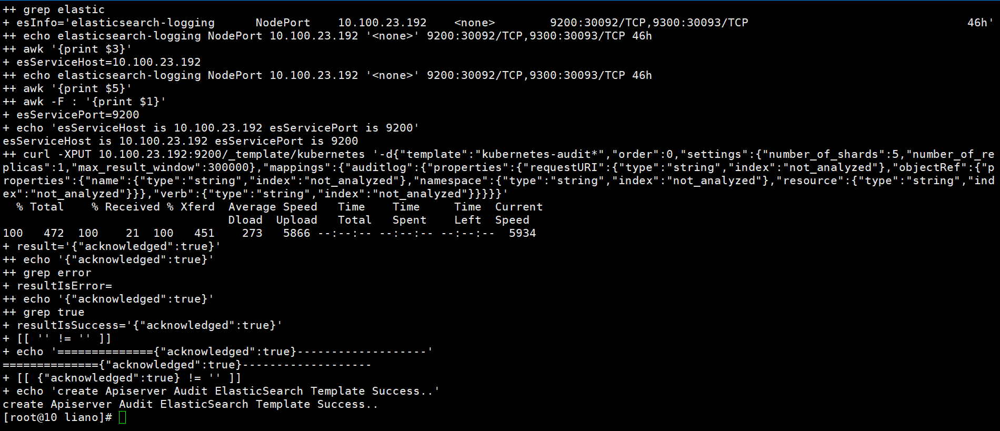 ++ grep elastic
+ esInfo='elasticsearch-logging      NodePort    10.100.23.192    <none>        9200:30092/TCP,9300:30093/TCP                                46h'
++ echo elasticsearch-logging NodePort 10.100.23.192 '<none>' 9200:30092/TCP,9300:30093/TCP 46h
++ awk '{print $3}'
+ esServiceHost=10.100.23.192
++ echo elasticsearch-logging NodePort 10.100.23.192 '<none>' 9200:30092/TCP,9300:30093/TCP 46h
++ awk '{print $5}'
++ awk -F : '{print $1}'
+ esServicePort=9200
+ echo 'esServiceHost is 10.100.23.192 esServicePort is 9200'
esServiceHost is 10.100.23.192 esServicePort is 9200
++ curl -XPUT 10.100.23.192:9200/_template/kubernetes '-d{"template":"kubernetes-audit*","order":0,"settings":{"number_of_shards":5,"number_of_re
plicas":1,"max_result_window":300000},"mappings":{"auditlog":{"properties":{"requestURI":{"type":"string","index":"not_analyzed"},"objectRef":{"p
roperties":{"name":{"type":"string","index":"not_analyzed"},"namespace":{"type":"string","index":"not_analyzed"},"resource":{"type":"string","ind
ex":"not_analyzed"}}},"verb":{"type":"string","index":"not_analyzed"}}}}}'
  % Total    % Received % Xferd  Average Speed   Time    Time     Time  Current
                                 Dload  Upload   Total   Spent    Left  Speed
100   472  100    21  100   451    273   5866 --:--:-- --:--:-- --:--:--  5934
+ result='{"acknowledged":true}'
++ echo '{"acknowledged":true}'
++ grep error
+ resultIsError=
++ echo '{"acknowledged":true}'
++ grep true
+ resultIsSuccess='{"acknowledged":true}'
+ [[ '' != '' ]]
+ echo '=============={"acknowledged":true}-------------------'
=============={"acknowledged":true}-------------------
+ [[ {"acknowledged":true} != '' ]]
+ echo 'create Apiserver Audit ElasticSearch Template Success..'
create Apiserver Audit ElasticSearch Template Success..
[root@10 liano]#